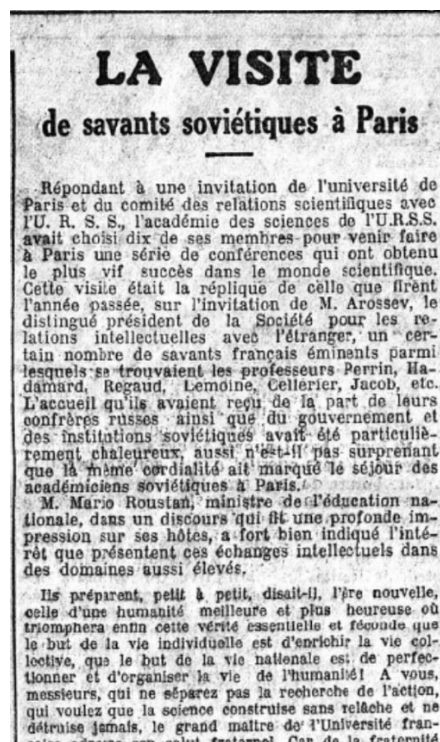 LA VISITE
de savants soviétiques à Paris
Répondant à une invitation de l'université de
Paris et du comité des relations scientifiques avec
l'U. R. S. S., l'académie des sciences de l'U.R.S.S.
avait choisi dix de ses membres pour venir faire
à Paris une série de conférences qui ont obtenu
le plus vif succès dans le monde scientifique.
Cette visite était la réplique de celle que firent
l'année passée, sur l'invitation de M. Arossev, le
distingué président de la Société pour les re-
lations intellectuelles avec l'étranger, un cer-
tain nombre de savants français éminents parmi
lesquels se trouvaient les professeurs Perrin, Ha-
damard, Regaud, Lemoine, Cellerier, Jacob, etc.
L'accueil qu'ils avaient reçu de la part de leurs
confrères russes ainsi que du gouvernement et
des institutions soviétiques avait été particuliè-
rement chaleureux, aussi n'est-il pas surprenant
que la même cordialité ait marqué le séjour des
académiciens soviétiques à Paris.
M. Mario Roustan, ministre de l'éducation na-
tionale, dans un discours qui fit une profonde im-
pression sur ses hôtes, a fort bien indiqué l'inté-
rêt que présentent ces échanges intellectuels dans
des domaines aussi élevés.
Ils préparent, petit à petit, disait-il, l'ère nouvelle,
celle d'une humanité meilleure et plus heureuse où
triomphera enfin cette vérité essentielle et féconde que
le but de la vie individuelle est d'enrichir la vie col-
lective, que le but de la vie nationale est de perfec-
tionner et d'organiser la vie de l'humanité! A vous,
messieurs, qui ne séparez pas la recherche de l'action,
qui voulez que la science construise sans relâche et ne
détruise jamais, le grand maître de l'Université fran-